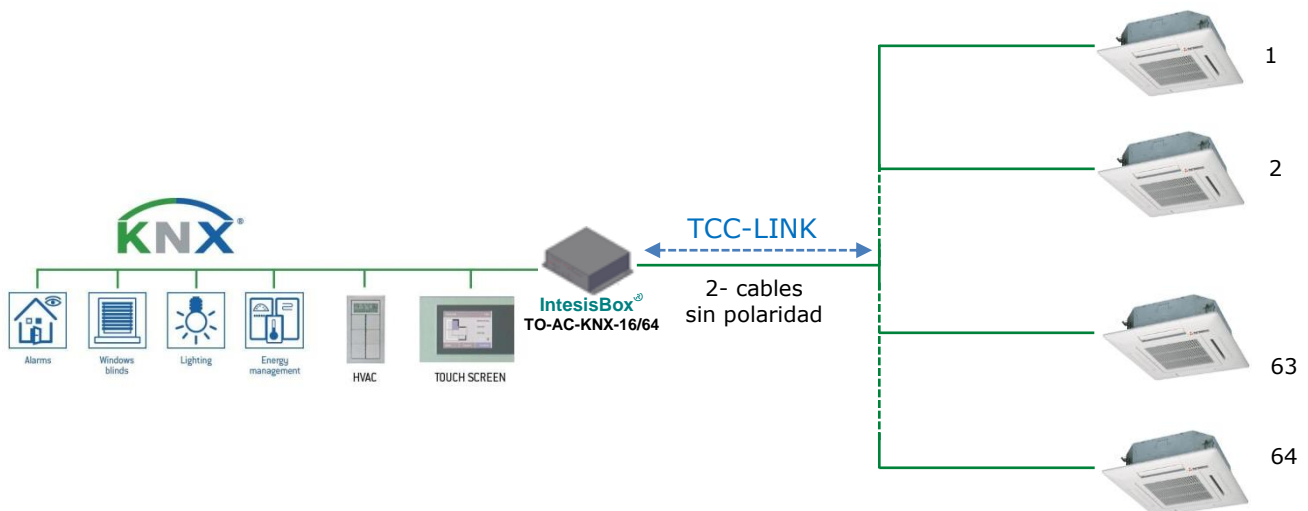 KNX®
Alarms
Windows
blinds
Lighting
Energy
management
HVAC
TOUCH SCREEN
IntesisBox®
TO-AC-KNX-16/64
TCC-LINK
2- cables
sin polaridad
1
2
63
64